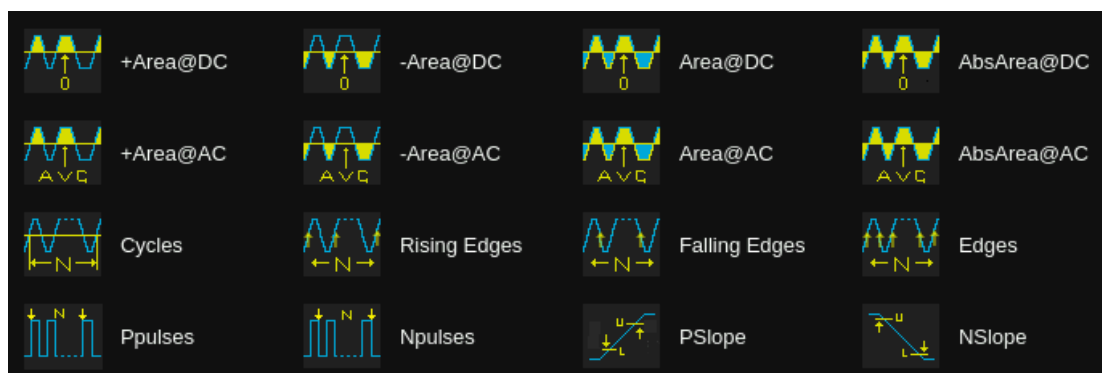 0 +Area@DC 0 -Area@DC 0 Area@DC 0 AbsArea@DC
AVG +Area@AC AVG -Area@AC AVG Area@AC AVG AbsArea@AC
N Cycles N Rising Edges N Falling Edges N Edges
N Ppulses N Npulses U L PSlope U L NSlope